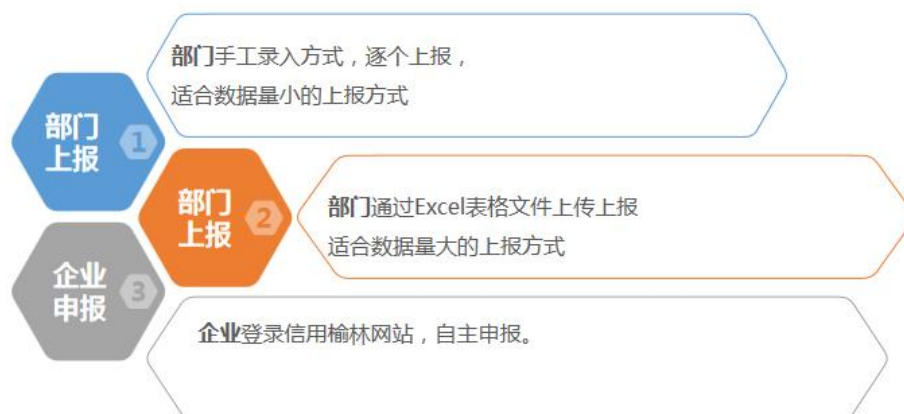 部门手工录入方式，逐个上报，
适合数据量小的上报方式
部门
上报
1
部门
上报
2
部门通过Excel表格文件上传上报
适合数据量大的上报方式
企业
申报
3
企业登录信用榆林网站，自主申报。